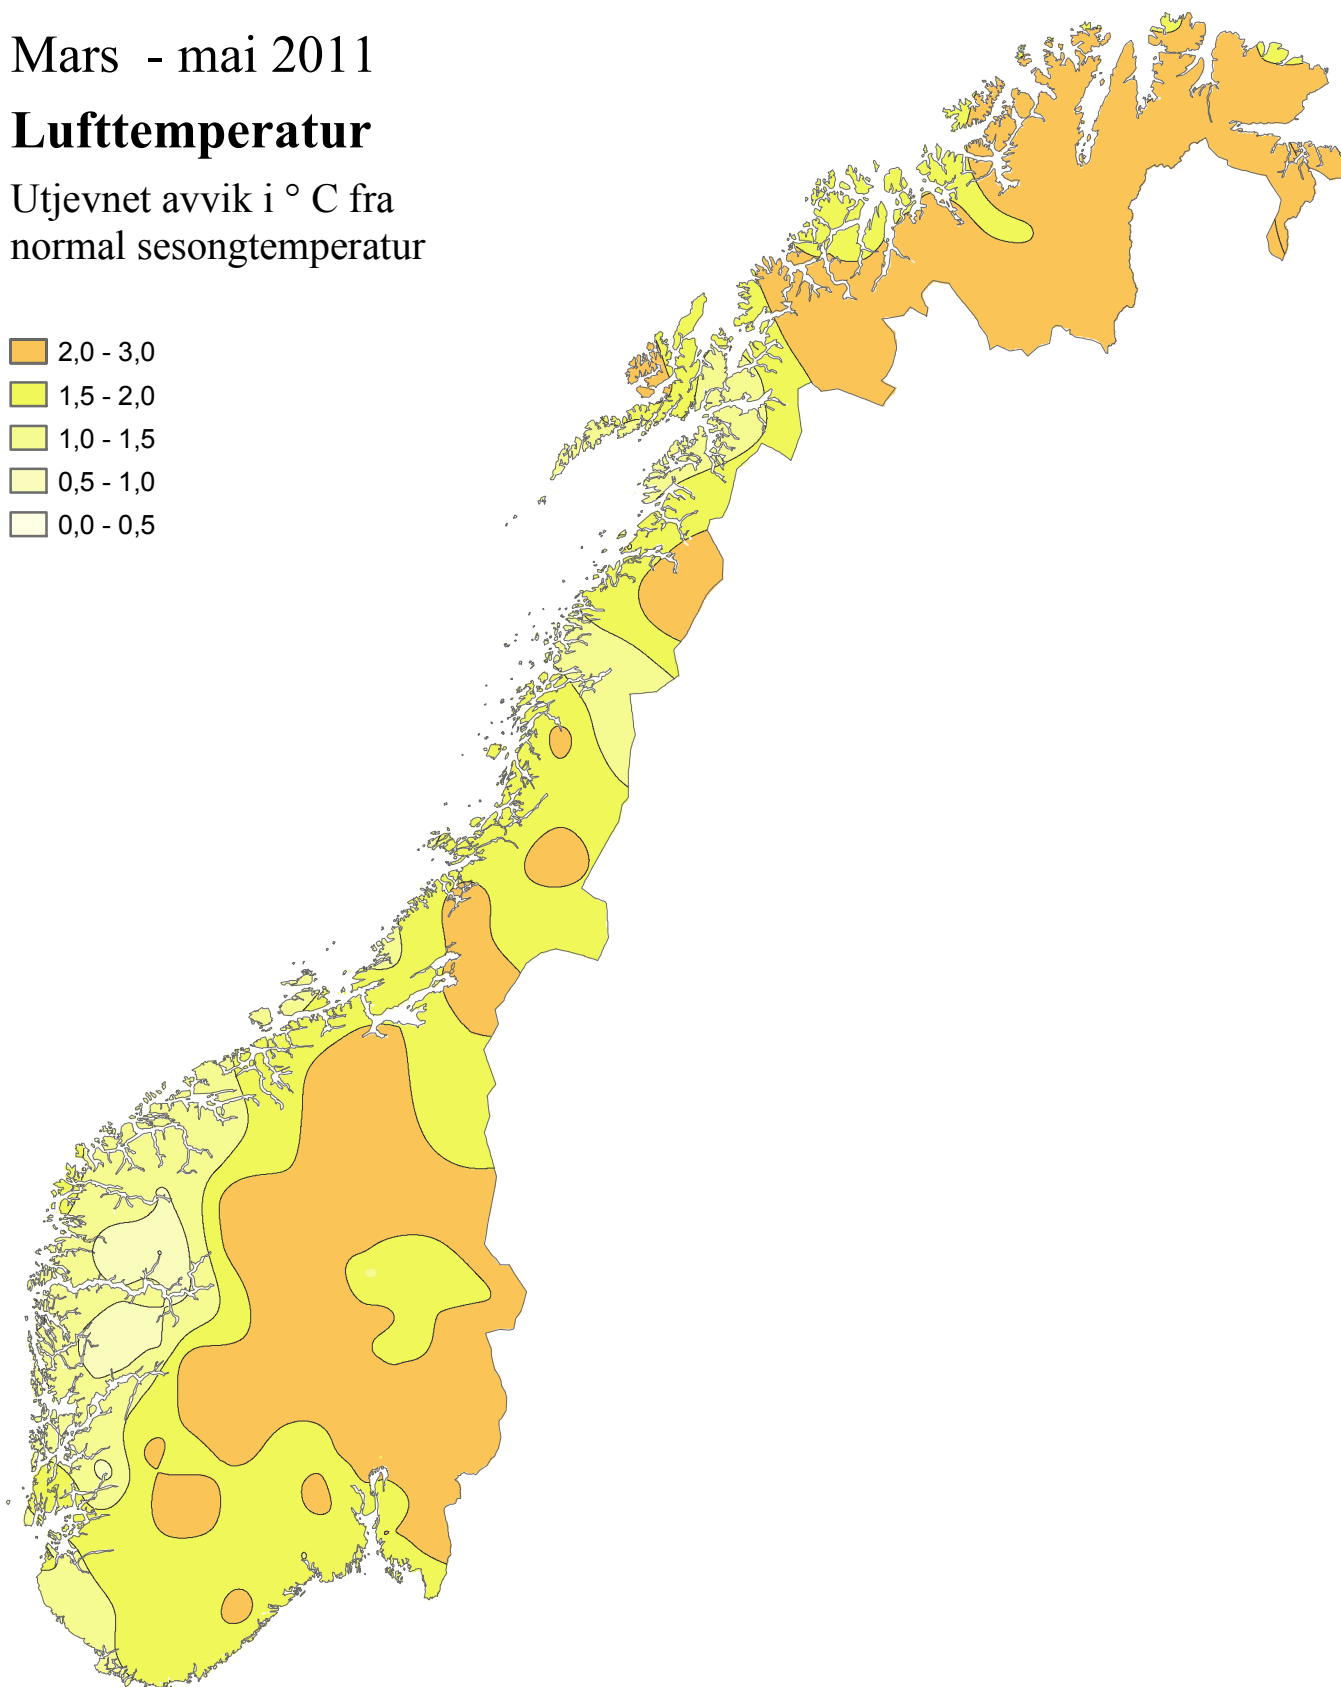 Mars - mai 2011
Lufttemperatur
Utjevnet avvik i ° C fra
normal sesongtemperatur
2,0 - 3,0
1,5 - 2,0
1,0 - 1,5
0,5 - 1,0
0,0 - 0,5